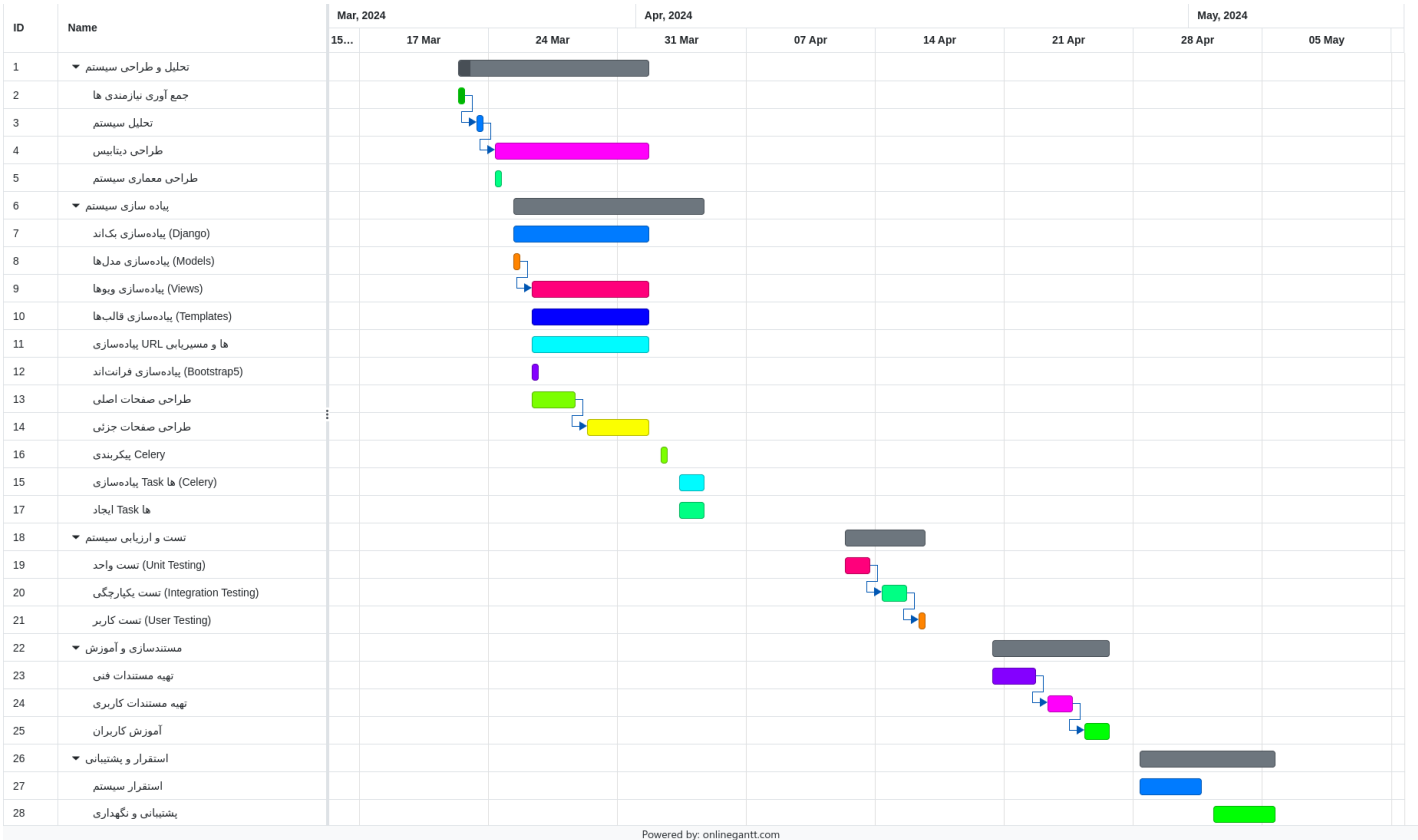 ID Name Mar, 2024 Apr, 2024 May, 2024
15... 17 Mar 24 Mar 31 Mar 07 Apr 14 Apr 21 Apr 28 Apr 05 May
1 تحلیل و طراحی سیستم
2 جمع آوری نیازمندی ها
3 تحلیل سیستم
4 طراحی دیتابیس
5 طراحی معماری سیستم
6 پیاده سازی سیستم
7 پیاده‌سازی بک‌اند (Django)
8 پیاده‌سازی مدل‌ها (Models)
9 پیاده‌سازی ویوها (Views)
10 پیاده‌سازی قالب‌ها (Templates)
11 پیاده‌سازی URL ها و مسیریابی
12 پیاده‌سازی فرانت‌اند (Bootstrap5)
13 طراحی صفحات اصلی
14 طراحی صفحات جزئی
16 پیکربندی Celery
15 پیاده‌سازی Task ها (Celery)
17 ایجاد Task ها
18 تست و ارزیابی سیستم
19 تست واحد (Unit Testing)
20 تست یکپارچگی (Integration Testing)
21 تست کاربر (User Testing)
22 مستندسازی و آموزش
23 تهیه مستندات فنی
24 تهیه مستندات کاربری
25 آموزش کاربران
26 استقرار و پشتیبانی
27 استقرار سیستم
28 پشتیبانی و نگهداری
Powered by: onlinegantt.com